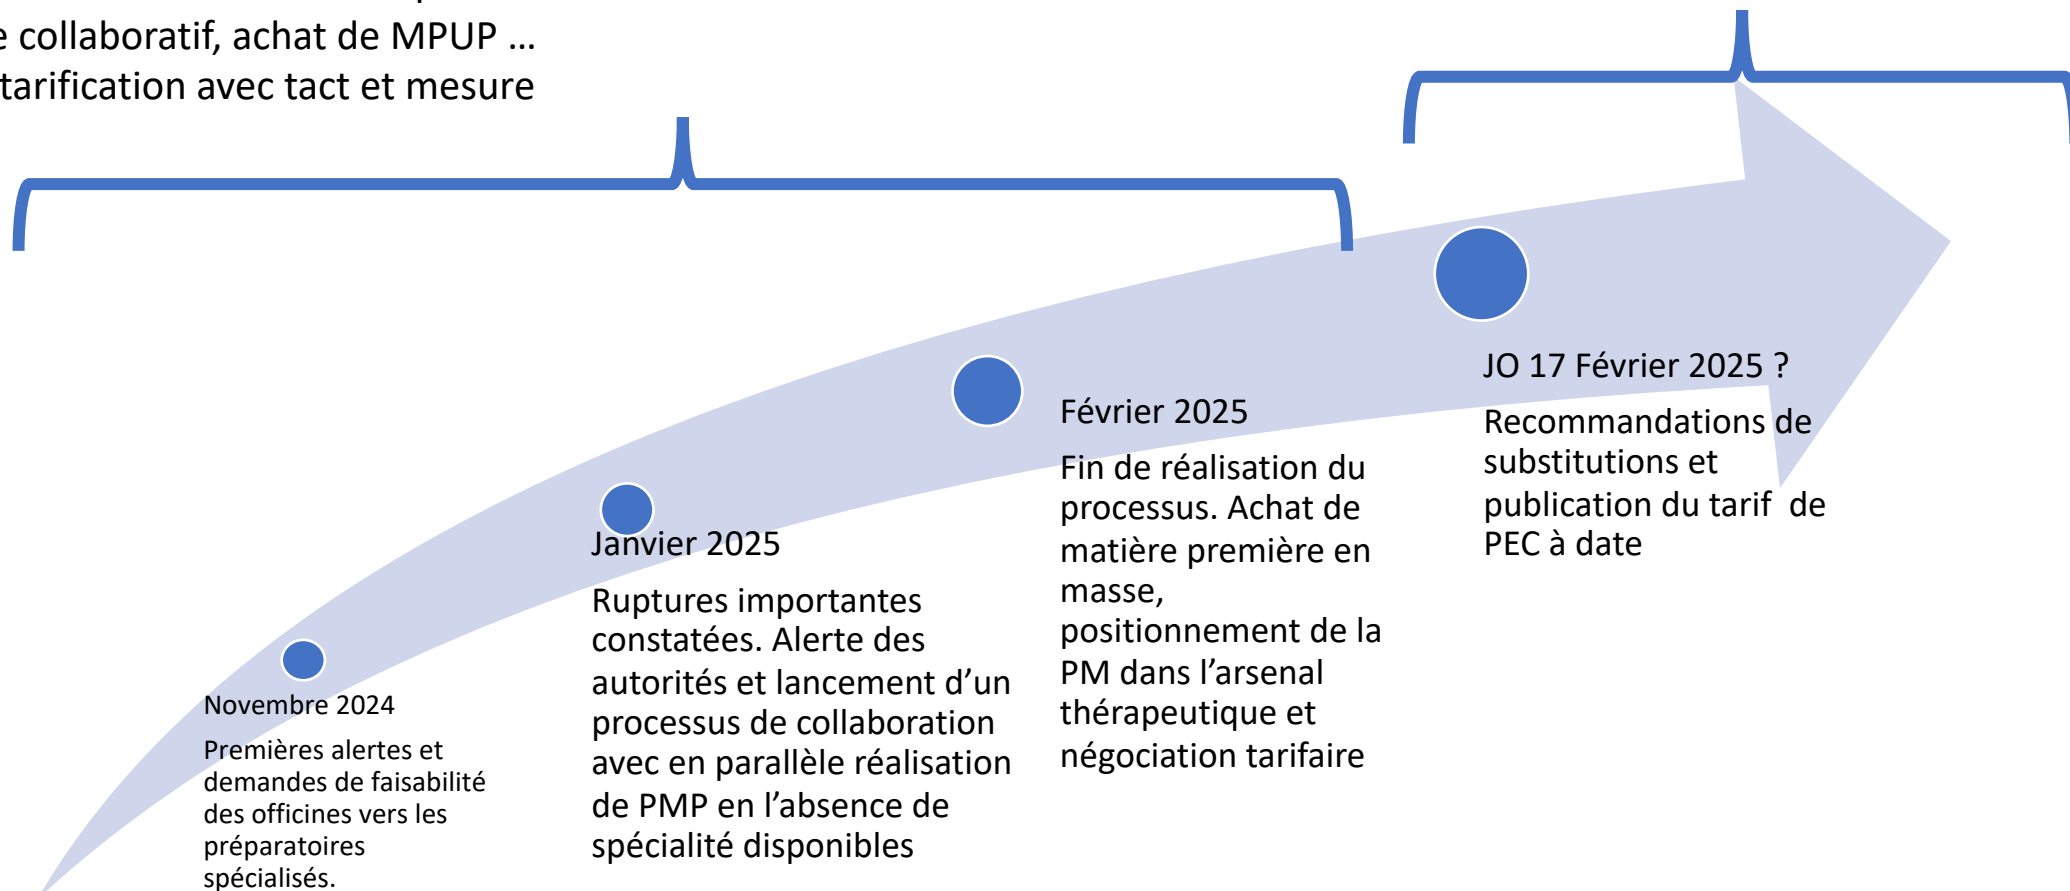 e collaboratif, achat de MPUP ...
tarification avec tact et mesure
Novembre 2024
Premières alertes et
demandes de faisabilité
des officines vers les
préparatoires
spécialisés.
Janvier 2025
Ruptures importantes
constatées. Alerte des
autorités et lancement d’un
processus de collaboration
avec en parallèle réalisation
de PMP en l’absence de
spécialité disponibles
Février 2025
Fin de réalisation du
processus. Achat de
matière première en
masse,
positionnement de la
PM dans l’arsenal
thérapeutique et
négociation tarifaire
JO 17 Février 2025 ?
Recommandations de
substitutions et
publication du tarif  de
PEC à date